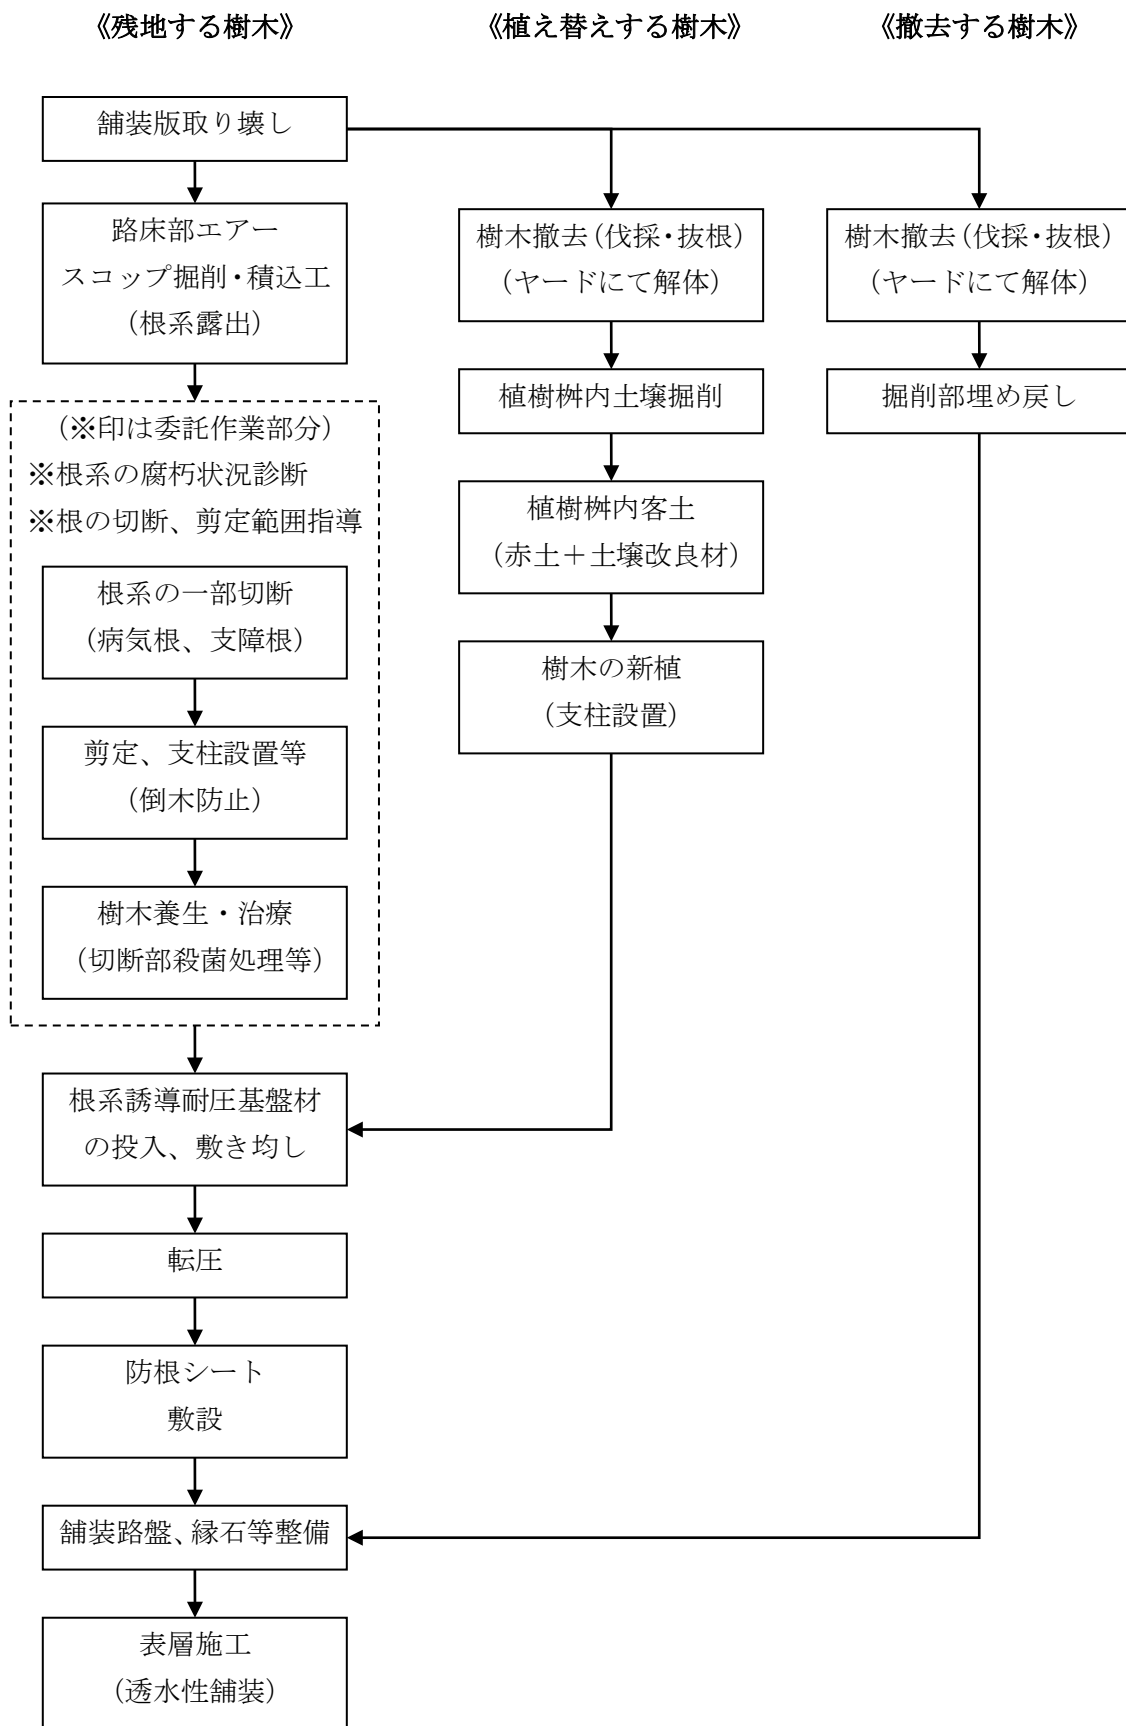 《残地する樹木》
《植え替えする樹木》
《撤去する樹木》
舗装版取り壊し
路床部エアー
スコップ掘削・積込工
（根系露出）
（※印は委託作業部分）
※根系の腐朽状況診断
※根の切断、剪定範囲指導
根系の一部切断
（病気根、支障根）
剪定、支柱設置等
（倒木防止）
樹木養生・治療
（切断部殺菌処理等）
根系誘導耐圧基盤材
の投入、敷き均し
転圧
防根シート
敷設
舗装路盤、縁石等整備
表層施工
（透水性舗装）
樹木撤去（伐採・抜根）
（ヤードにて解体）
植樹桝内土壌掘削
植樹桝内客土
（赤土＋土壌改良材）
樹木の新植
（支柱設置）
樹木撤去（伐採・抜根）
（ヤードにて解体）
掘削部埋め戻し